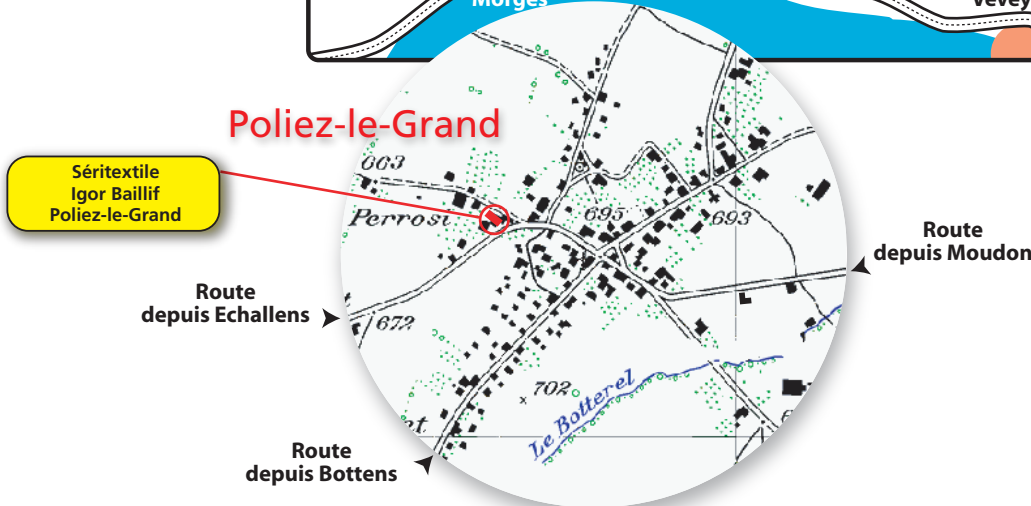 Morges
Vevey
Poliez-le-Grand
663
Séritextile
Igor Baillif
Poliez-le-Grand
Perrosi
695
693
Route
depuis Moudon
Route
depuis Echallens
672
702
Le Botterel
et
Route
depuis Bottens